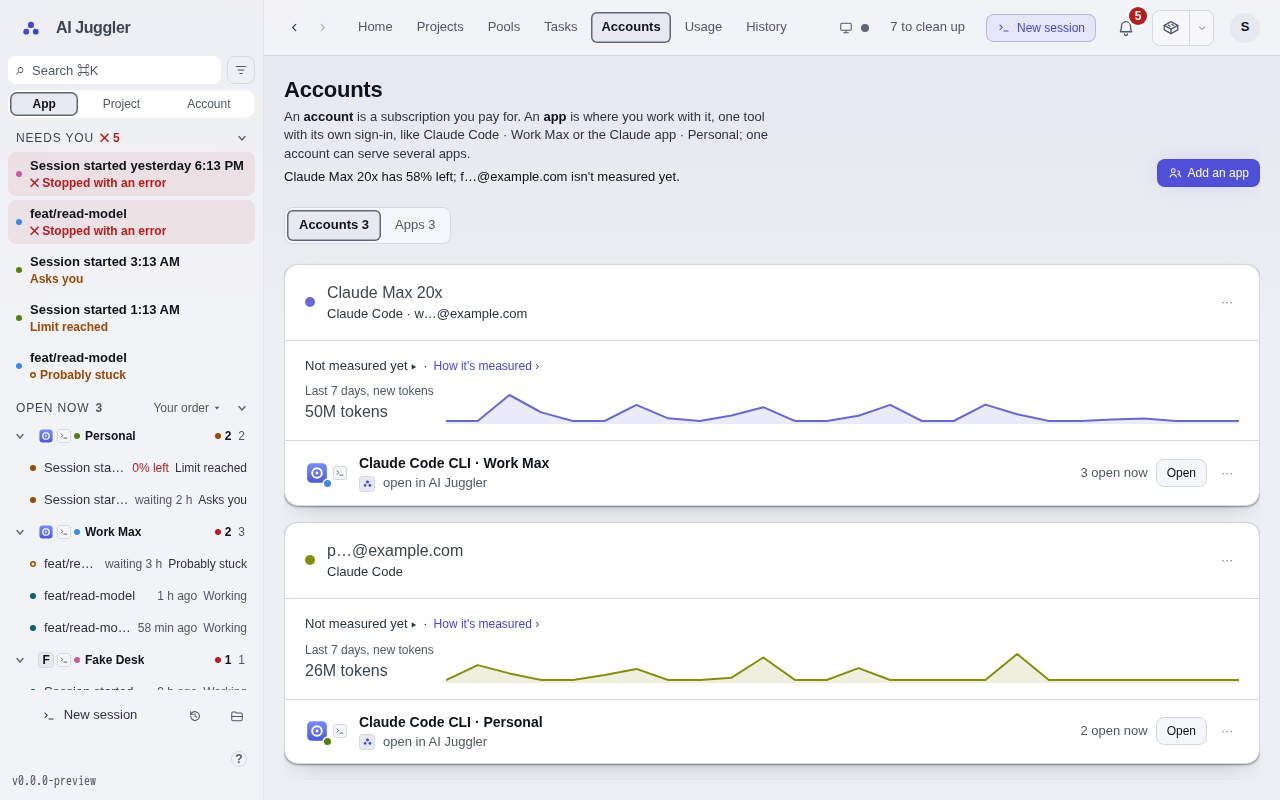 AI Juggler
Search ⌘K
App
Project
Account
NEEDS YOU 5
Session started yesterday 6:13 PM
Stopped with an error
feat/read-model
Stopped with an error
Session started 3:13 AM
Asks you
Session started 1:13 AM
Limit reached
feat/read-model
Probably stuck
OPEN NOW 3 Your order
Personal 2 2
Session sta… 0% left Limit reached
Session star… waiting 2 h Asks you
Work Max 2 3
feat/re… waiting 3 h Probably stuck
feat/read-model 1 h ago Working
feat/read-mo… 58 min ago Working
F Fake Desk 1 1
New session
?
v0.0.0-preview
Home Projects Pools Tasks Accounts Usage History
7 to clean up
New session
5
S
Accounts
An account is a subscription you pay for. An app is where you work with it, one tool
with its own sign-in, like Claude Code · Work Max or the Claude app · Personal; one
account can serve several apps.
Claude Max 20x has 58% left; f…@example.com isn't measured yet.
Add an app
Accounts 3 Apps 3
Claude Max 20x
Claude Code · w…@example.com
Not measured yet ▸ · How it's measured ›
Last 7 days, new tokens
50M tokens
Claude Code CLI · Work Max
open in AI Juggler
3 open now Open
p…@example.com
Claude Code
Not measured yet ▸ · How it's measured ›
Last 7 days, new tokens
26M tokens
Claude Code CLI · Personal
open in AI Juggler
2 open now Open